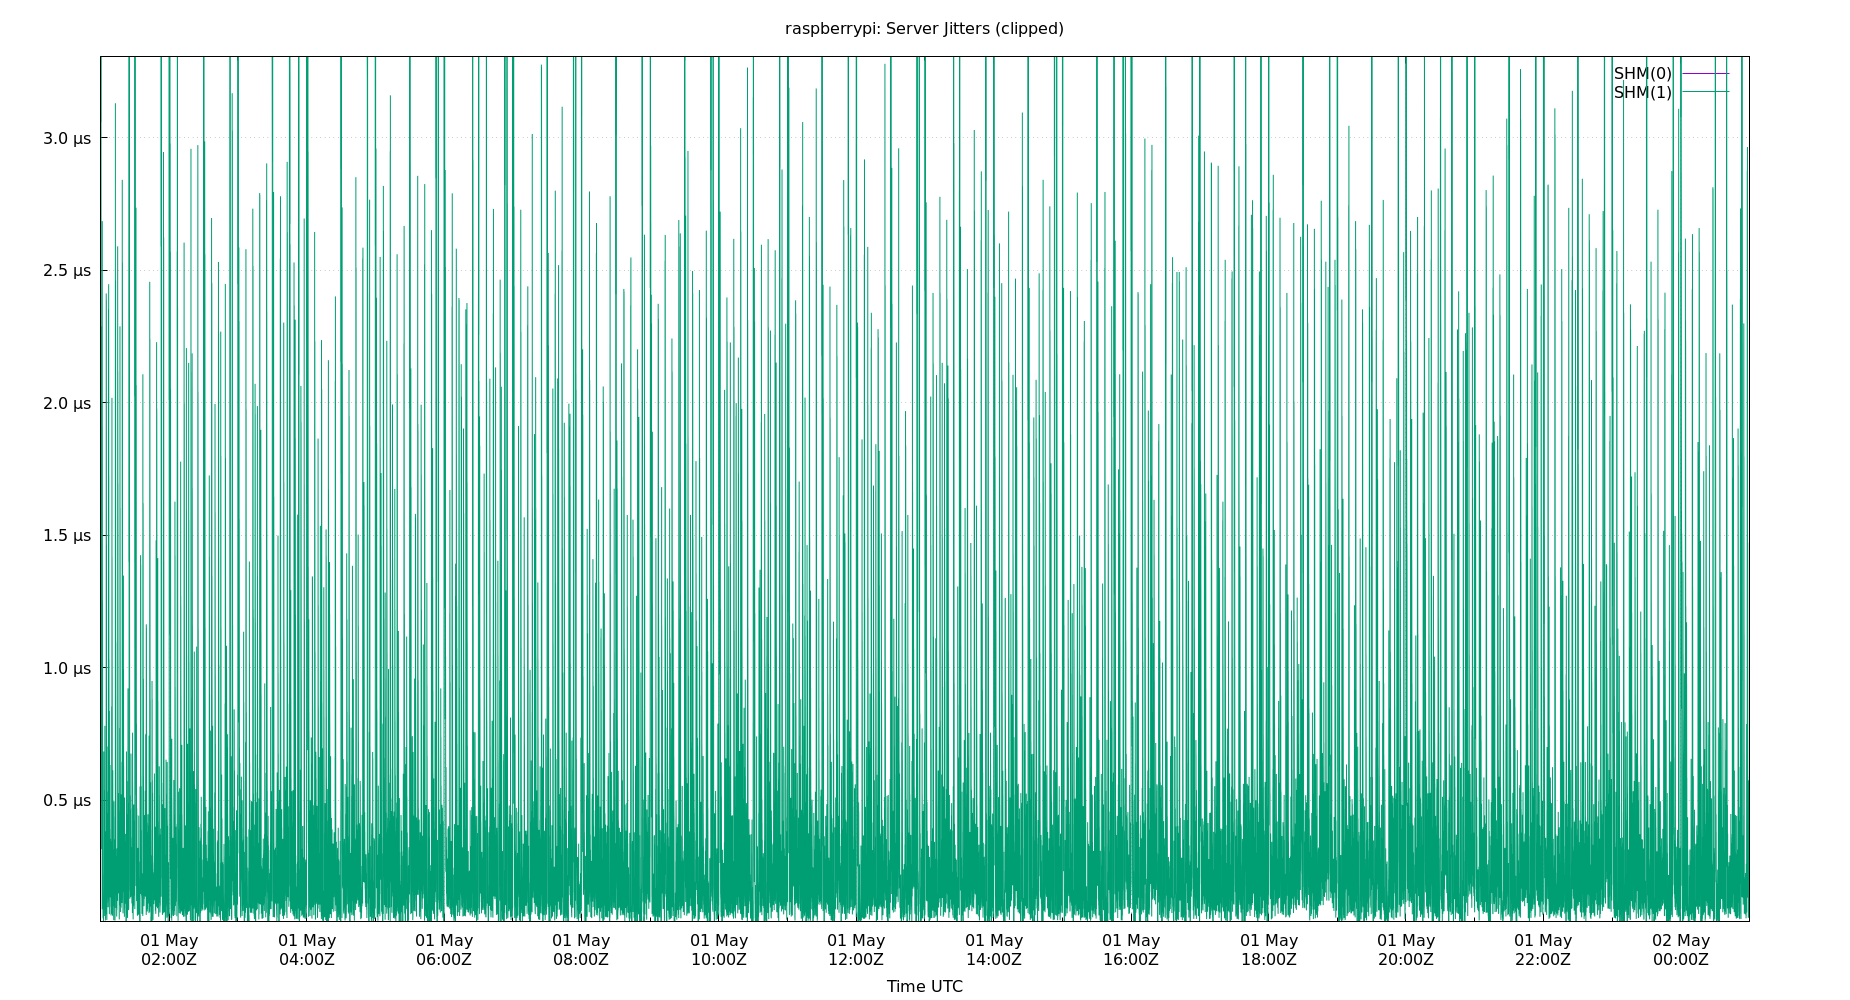 raspberrypi: Server Jitters (clipped)
SHM(0)
SHM(1)
3.0 µs
2.5 µs
2.0 µs
1.5 µs
1.0 µs
0.5 µs
01 May 01 May 01 May 01 May 01 May 01 May 01 May 01 May 01 May 01 May 01 May 02 May
02:00Z 04:00Z 06:00Z 08:00Z 10:00Z 12:00Z 14:00Z 16:00Z 18:00Z 20:00Z 22:00Z 00:00Z
Time UTC